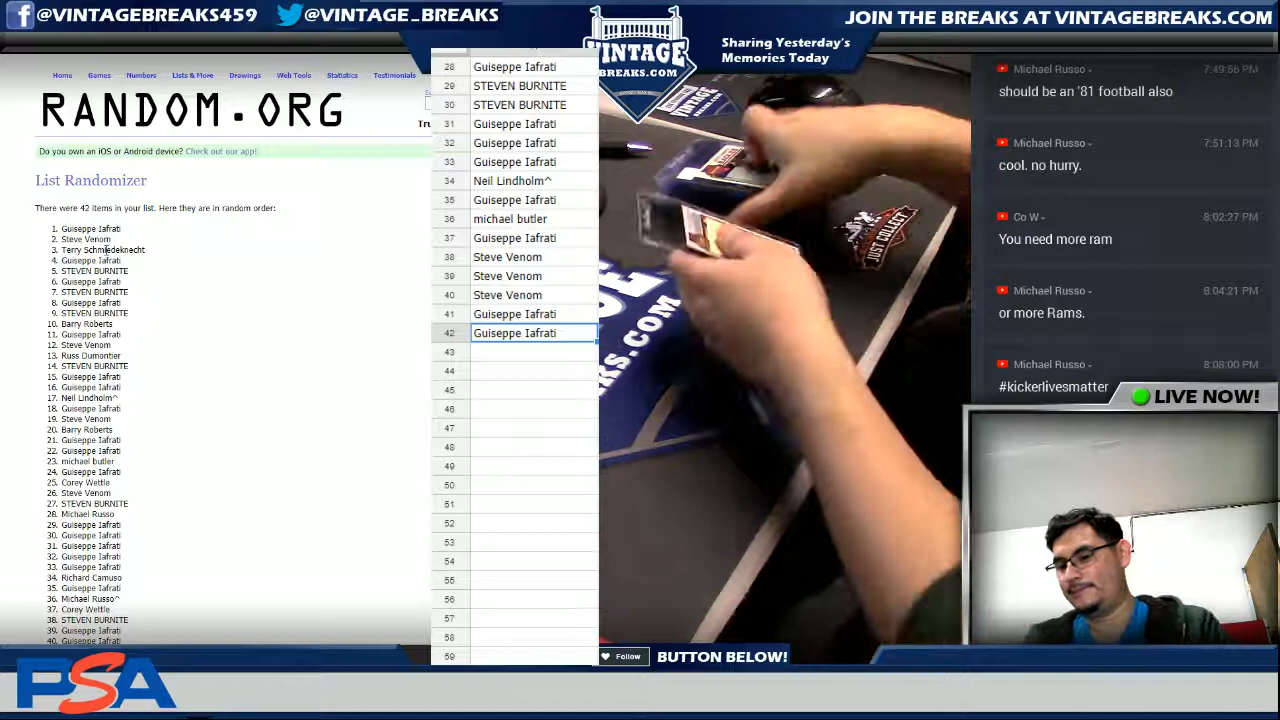 @VINTAGEBREAKS459
@VINTAGE_BREAKS
VINTAGE
BREAKS.COM
Sharing Yesterday's
Memories Today
JOIN THE BREAKS AT VINTAGEBREAKS.COM
Home Games Numbers Lists & More Drawings Web Tools Statistics Testimonials
RANDOM.ORG
Tru
Do you own an iOS or Android device? Check out our app!
List Randomizer
There were 42 items in your list. Here they are in random order:
1. Guiseppe Iafrati
2. Steve Venom
3. Terry Schmiedeknecht
4. Guiseppe Iafrati
5. STEVEN BURNITE
6. Guiseppe Iafrati
7. STEVEN BURNITE
8. Guiseppe Iafrati
9. STEVEN BURNITE
10. Barry Roberts
11. Guiseppe Iafrati
12. Steve Venom
13. Russ Dumontier
14. STEVEN BURNITE
15. Guiseppe Iafrati
16. Guiseppe Iafrati
17. Neil Lindholm^
18. Guiseppe Iafrati
19. Steve Venom
20. Barry Roberts
21. Guiseppe Iafrati
22. Guiseppe Iafrati
23. michael butler
24. Guiseppe Iafrati
25. Corey Wettle
26. Steve Venom
27. STEVEN BURNITE
28. Michael Russo
29. Guiseppe Iafrati
30. Guiseppe Iafrati
31. Guiseppe Iafrati
32. Guiseppe Iafrati
33. Guiseppe Iafrati
34. Richard Camuso
35. Guiseppe Iafrati
36. Michael Russo^
37. Corey Wettle
38. STEVEN BURNITE
39. Guiseppe Iafrati
40. Guiseppe Iafrati
28 Guiseppe Iafrati
29 STEVEN BURNITE
30 STEVEN BURNITE
31 Guiseppe Iafrati
32 Guiseppe Iafrati
33 Guiseppe Iafrati
34 Neil Lindholm^
35 Guiseppe Iafrati
36 michael butler
37 Guiseppe Iafrati
38 Steve Venom
39 Steve Venom
40 Steve Venom
41 Guiseppe Iafrati
42 Guiseppe Iafrati
43
44
45
46
47
48
49
50
51
52
53
54
55
56
57
58
59
JUST COLLECT
KS.COM
Michael Russo 7:49:56 PM
should be an '81 football also
Michael Russo 7:51:13 PM
cool. no hurry.
Co W 8:02:27 PM
You need more ram
Michael Russo 8:04:21 PM
or more Rams.
Michael Russo 8:08:00 PM
#kickerlivesmatter
LIVE NOW!
Follow
BUTTON BELOW!
PSA